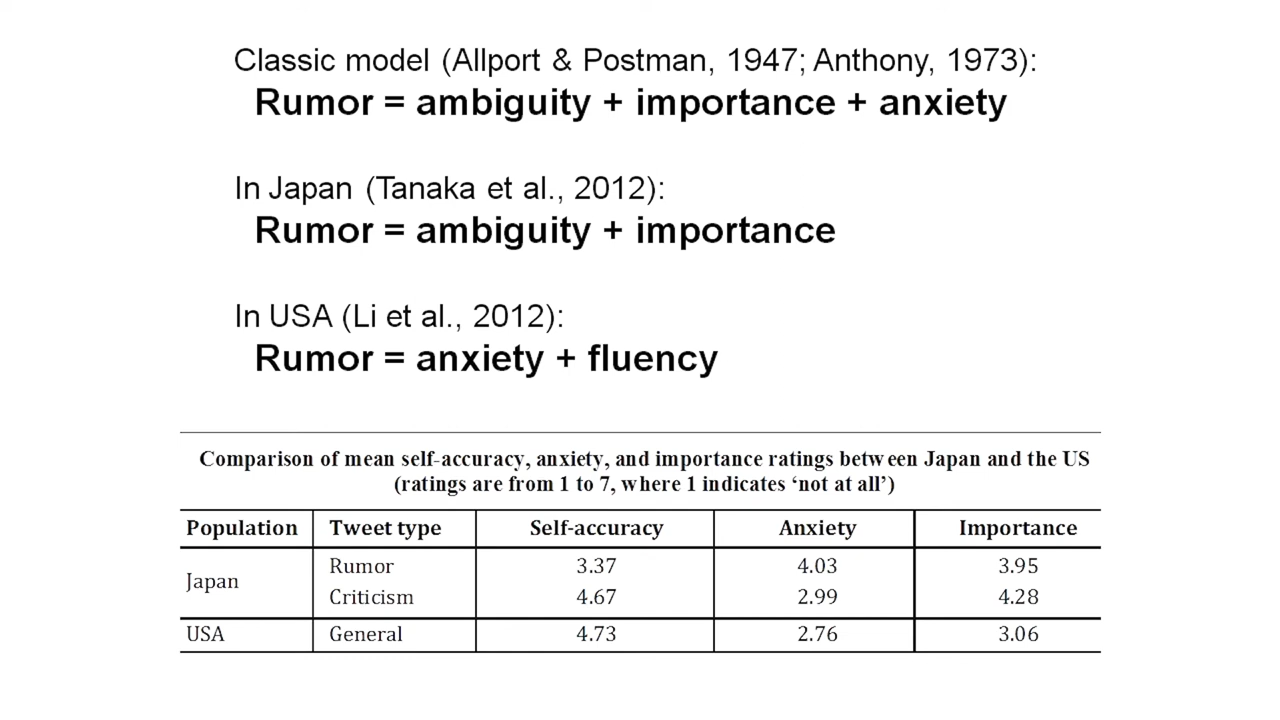 Classic model (Allport & Postman, 1947; Anthony, 1973):
Rumor = ambiguity + importance + anxiety
In Japan (Tanaka et al., 2012):
Rumor = ambiguity + importance
In USA (Li et al., 2012):
Rumor = anxiety + fluency
Comparison of mean self-accuracy, anxiety, and importance ratings between Japan and the US
(ratings are from 1 to 7, where 1 indicates ‘not at all’)
Population Tweet type Self-accuracy Anxiety Importance
Japan
Rumor 3.37 4.03 3.95
Criticism 4.67 2.99 4.28
USA General 4.73 2.76 3.06